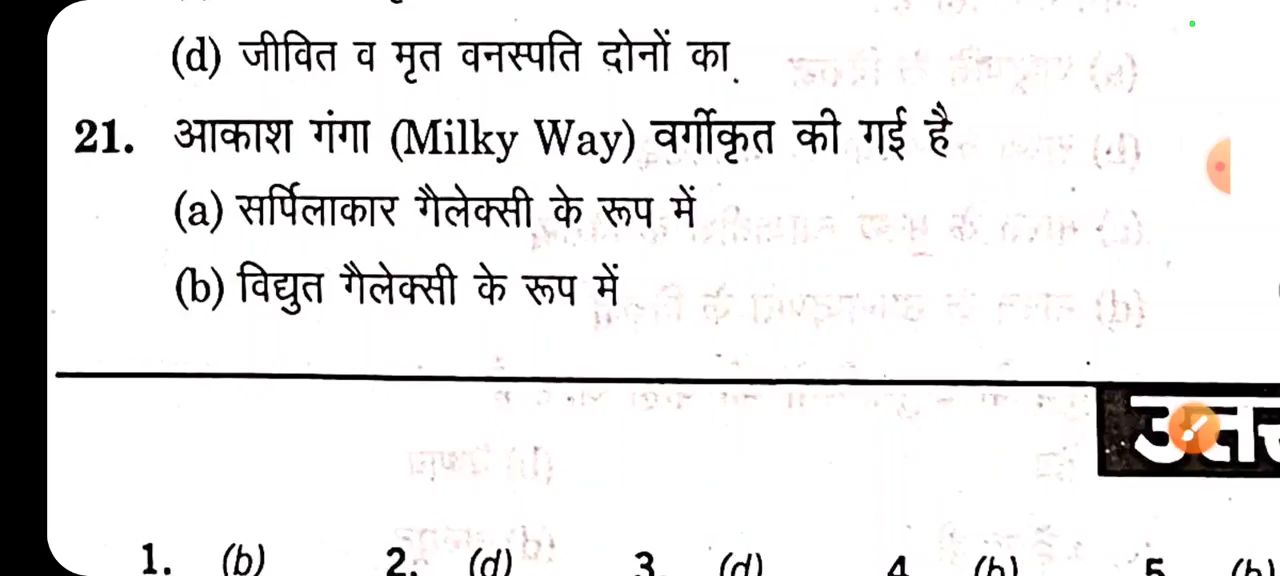 (d) जीवित व मृत वनस्पति दोनों का
21. आकाश गंगा (Milky Way) वर्गीकृत की गई है
(a) सर्पिलाकार गैलेक्सी के रूप में
(b) विद्युत गैलेक्सी के रूप में
1. (b) 2. (d) 3. (d) 4 (b) 5 (b)